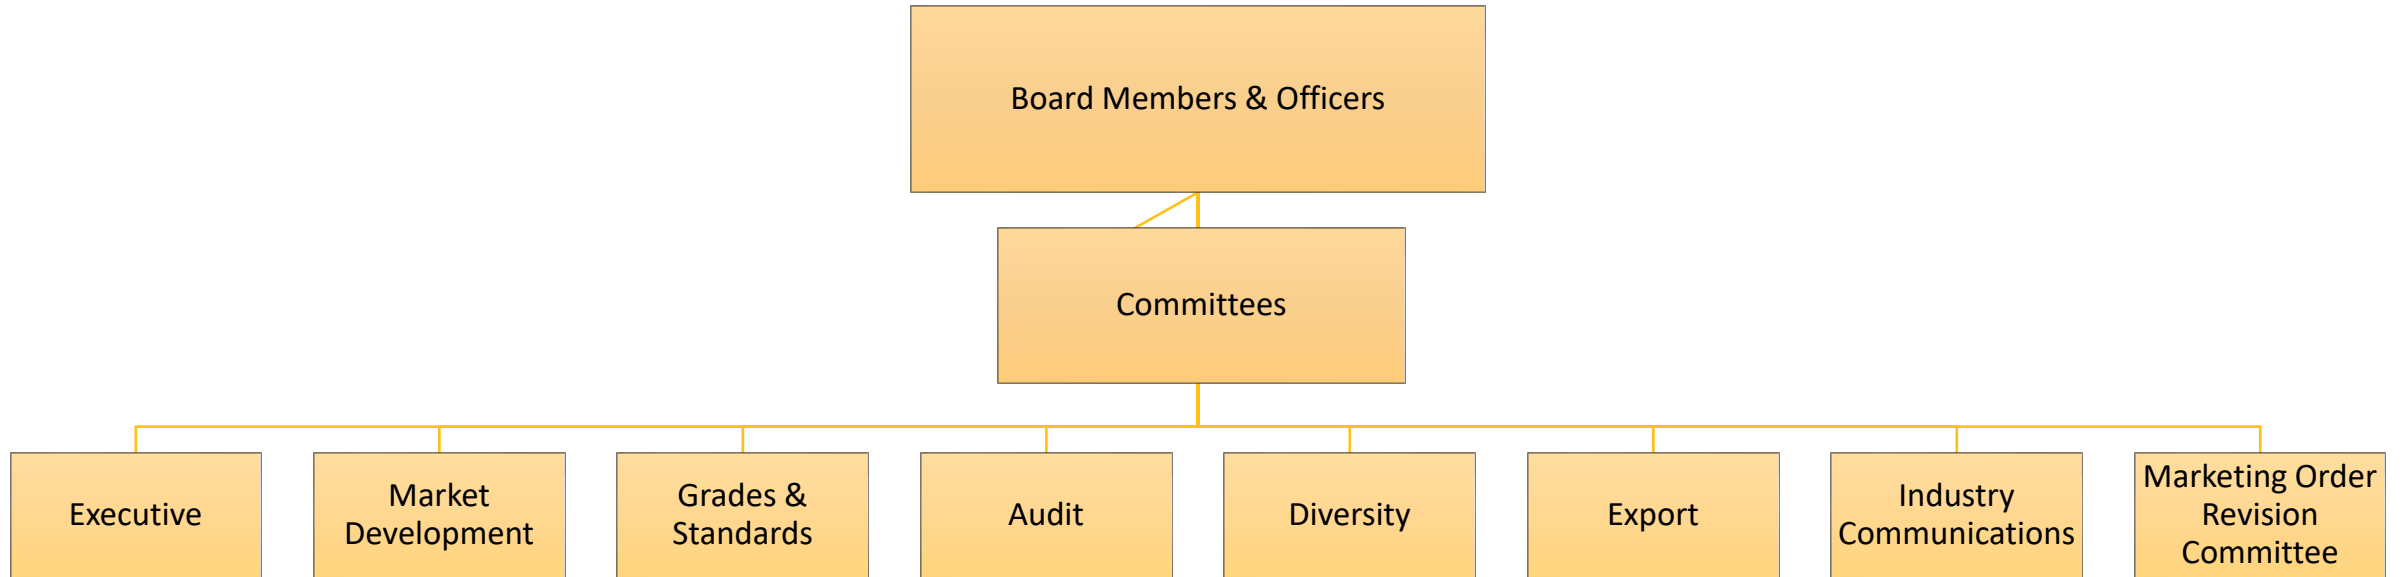 Board Members & Officers
Committees
Executive
Market
Development
Grades &
Standards
Audit
Diversity
Export
Industry
Communications
Marketing Order
Revision
Committee